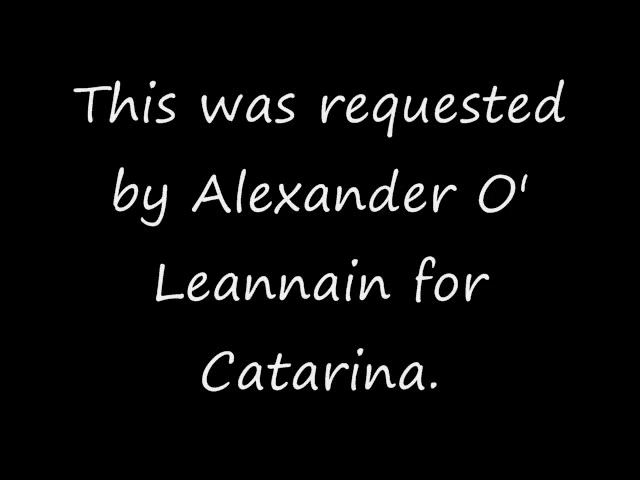 This was requested
by Alexander O'
Leannain for
Catarina.